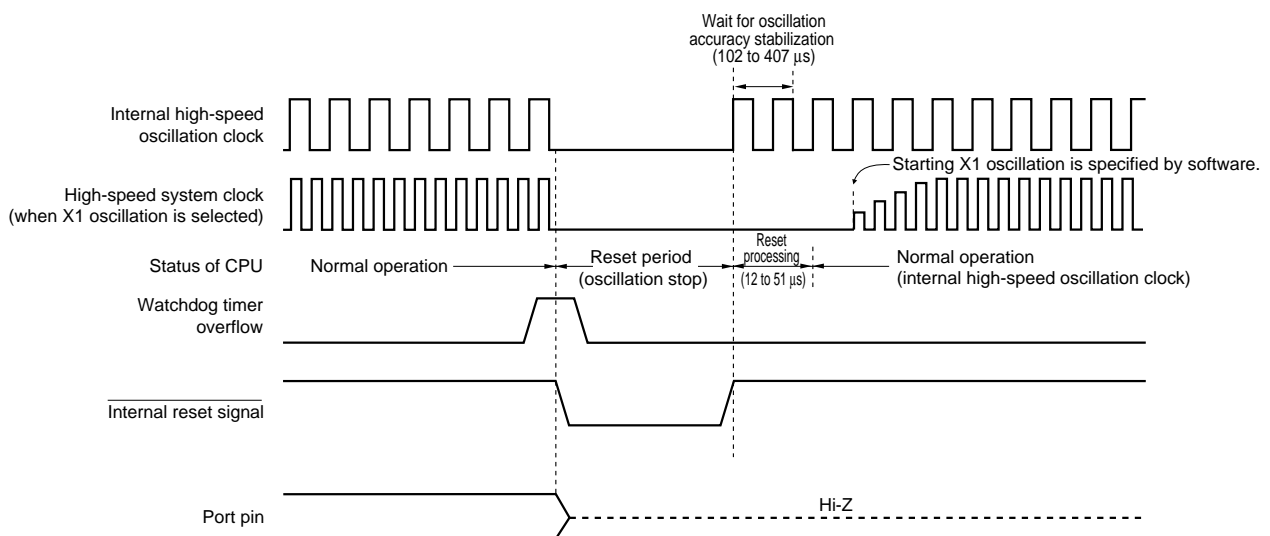 Wait for oscillation
accuracy stabilization
(102 to 407 μs)
Internal high-speed
oscillation clock
Starting X1 oscillation is specified by software.
High-speed system clock
(when X1 oscillation is selected)
Status of CPU
Normal operation
Reset period
(oscillation stop)
Reset
processing
(12 to 51 μs)
Normal operation
(internal high-speed oscillation clock)
Watchdog timer
overflow
Internal reset signal
Port pin
Hi-Z